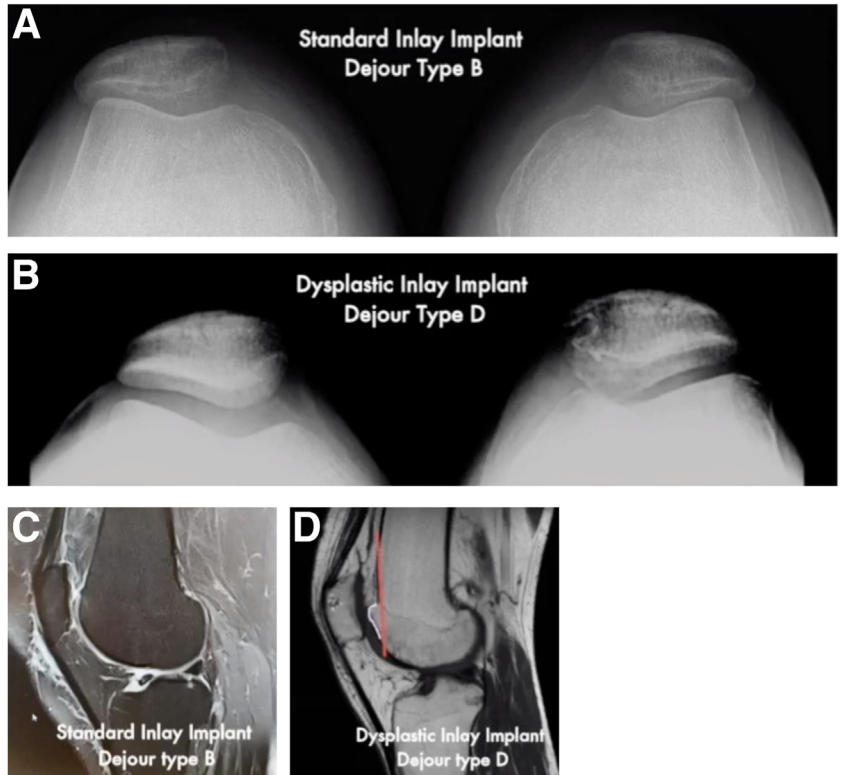 A
Standard Inlay Implant
Dejour Type B
B
Dysplastic Inlay Implant
Dejour Type D
C
Standard Inlay Implant
Dejour type B
D
Dysplastic Inlay Implant
Dejour type D